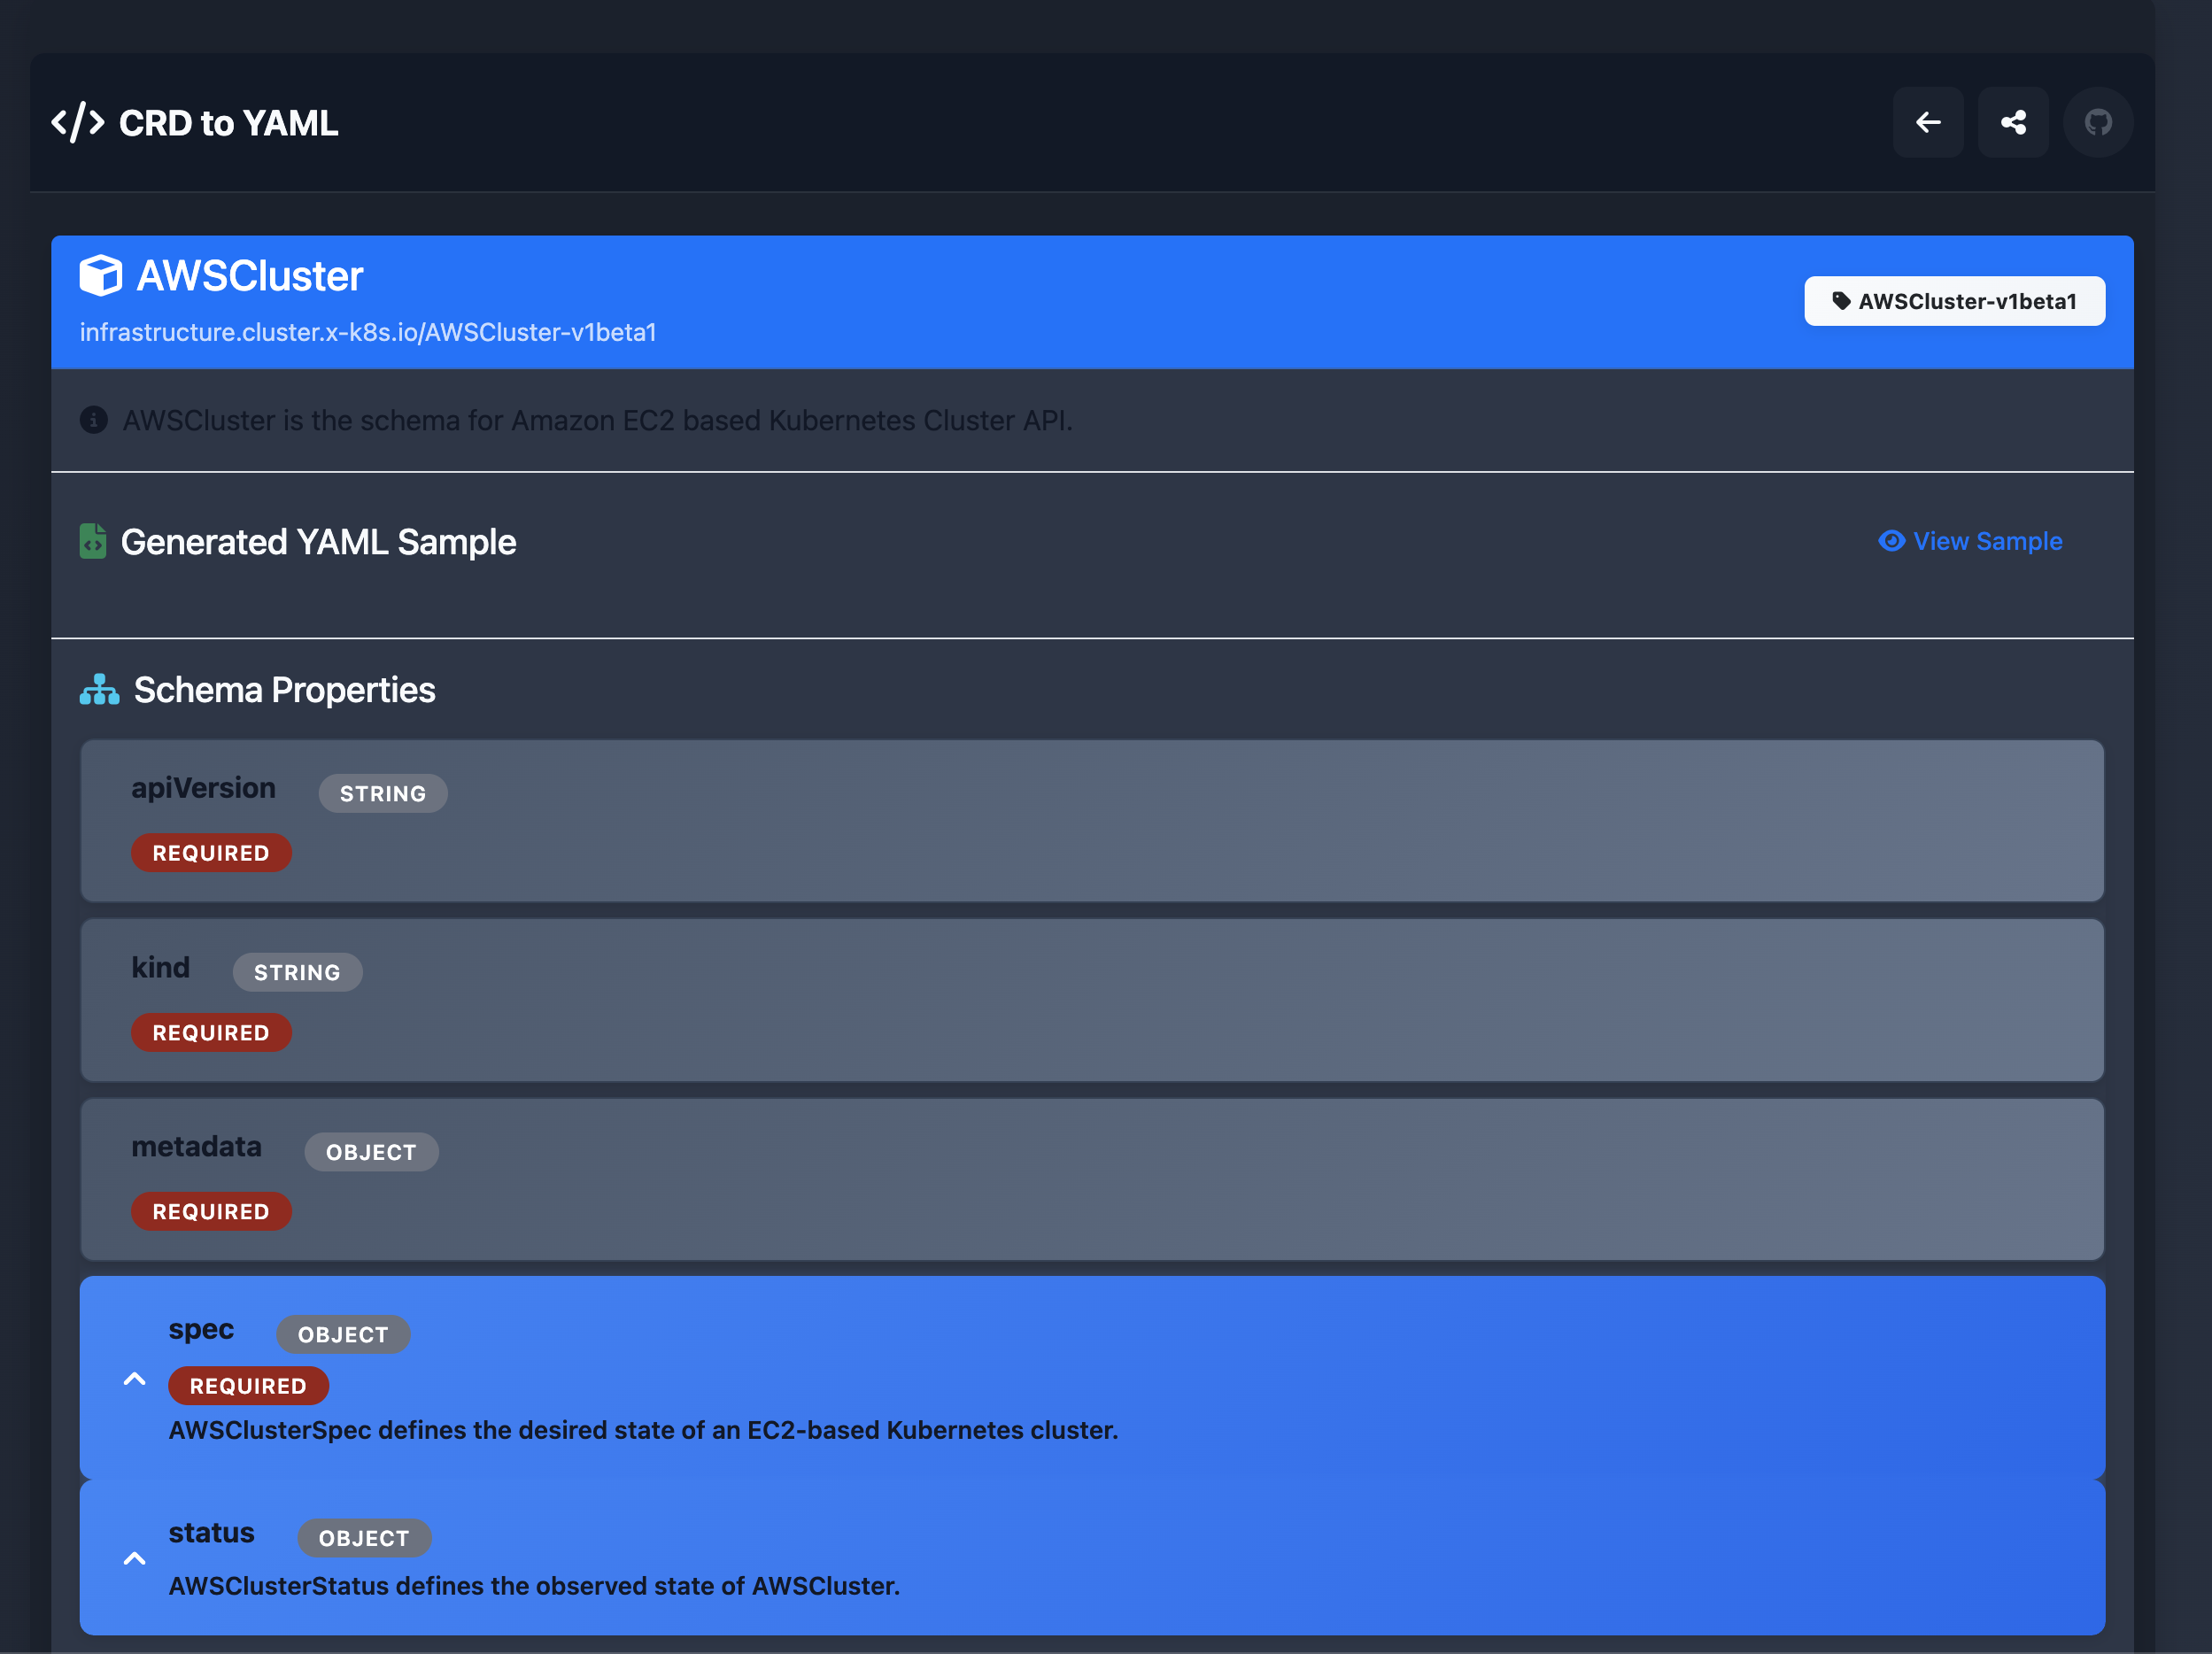 CRD to YAML
AWSCluster
infrastructure.cluster.x-k8s.io/AWSCluster-v1beta1
AWSCluster-v1beta1
AWSCluster is the schema for Amazon EC2 based Kubernetes Cluster API.
Generated YAML Sample
View Sample
Schema Properties
apiVersion STRING
REQUIRED
kind STRING
REQUIRED
metadata OBJECT
REQUIRED
spec OBJECT
REQUIRED
AWSClusterSpec defines the desired state of an EC2-based Kubernetes cluster.
status OBJECT
AWSClusterStatus defines the observed state of AWSCluster.